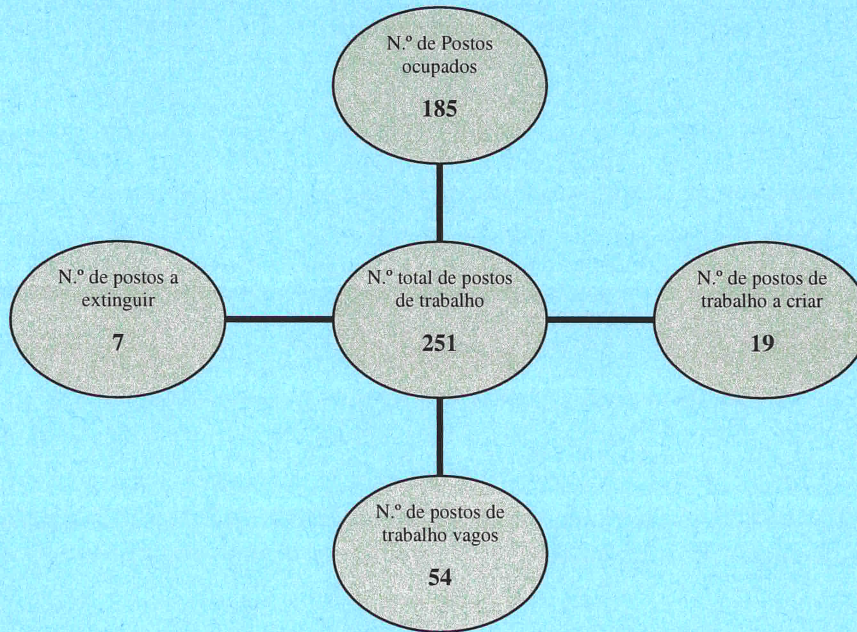 N.º de Postos
ocupados
185
N.º de postos a
extinguir
7
N.º total de postos
de trabalho
251
N.º de postos de
trabalho a criar
19
N.º de postos de
trabalho vagos
54